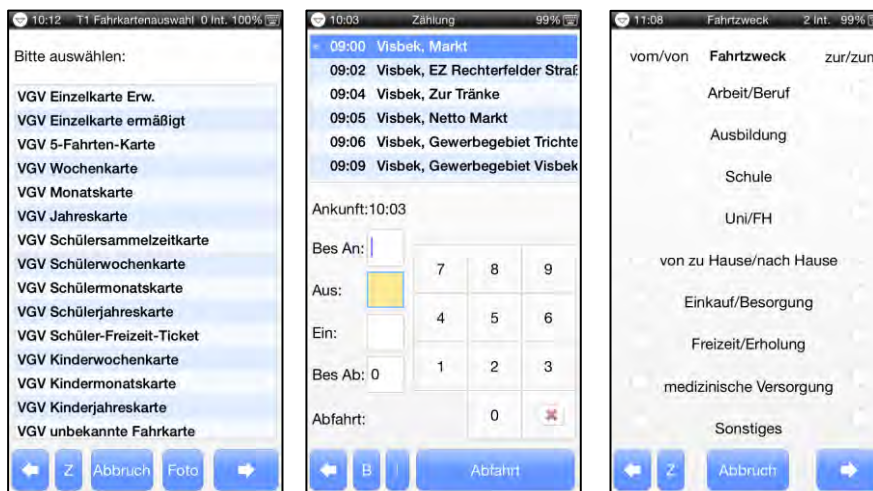 10:12 T1 Fahrkartenauswahl 0 Int. 100%
Bitte auswählen:
VGV Einzelkarte Erw.
VGV Einzelkarte ermäßigt
VGV 5-Fahrten-Karte
VGV Wochenkarte
VGV Monatskarte
VGV Jahreskarte
VGV Schülersammelzeitkarte
VGV Schülerwochenkarte
VGV Schülermonatskarte
VGV Schülerjahreskarte
VGV Schüler-Freizeit-Ticket
VGV Kinderwochenkarte
VGV Kindermonatskarte
VGV Kinderjahreskarte
VGV unbekannte Fahrkarte
Z Abbruch Foto
10:03 Zählung 99%
09:00 Visbek, Markt
09:02 Visbek, EZ Rechterfelder Straß
09:04 Visbek, Zur Tränke
09:05 Visbek, Netto Markt
09:06 Visbek, Gewerbegebiet Trichte
09:09 Visbek, Gewerbegebiet Visbek
Ankunft:10:03
Bes An:
Aus:
Ein:
Bes Ab: 0
Abfahrt:
7 8 9
4 5 6
1 2 3
0
B I Abfahrt
11:08 Fahrtzweck 2 Int. 99%
vom/von Fahrtzweck zur/zum
Arbeit/Beruf
Ausbildung
Schule
Uni/FH
von zu Hause/nach Hause
Einkauf/Besorgung
Freizeit/Erholung
medizinische Versorgung
Sonstiges
Z Abbruch